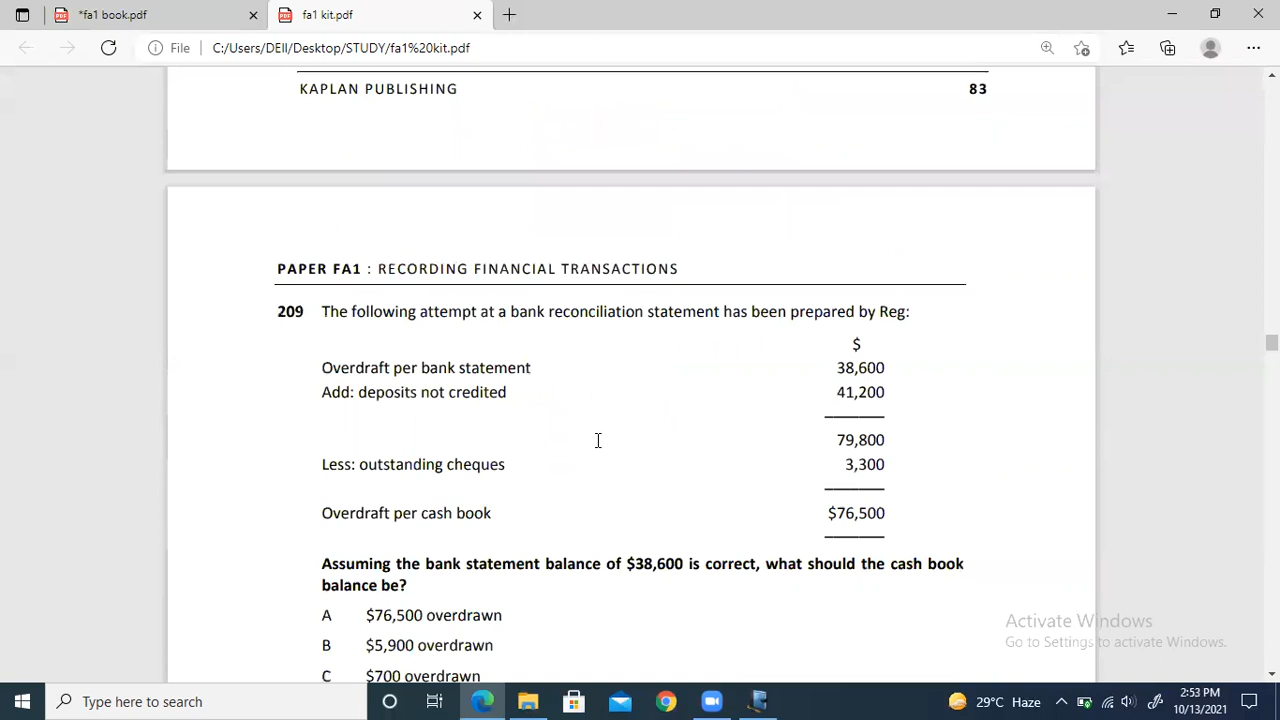 *fa1 book.pdf
fa1 kit.pdf
File
C:/Users/DEll/Desktop/STUDY/fa1%20kit.pdf
KAPLAN PUBLISHING
83
PAPER FA1 : RECORDING FINANCIAL TRANSACTIONS
209 The following attempt at a bank reconciliation statement has been prepared by Reg:
$
Overdraft per bank statement 38,600
Add: deposits not credited 41,200
79,800
Less: outstanding cheques 3,300
Overdraft per cash book $76,500
Assuming the bank statement balance of $38,600 is correct, what should the cash book
balance be?
A $76,500 overdrawn
B $5,900 overdrawn
C $700 overdrawn
Activate Windows
Go to Settings to activate Windows.
Type here to search
29°C Haze
2:53 PM
10/13/2021